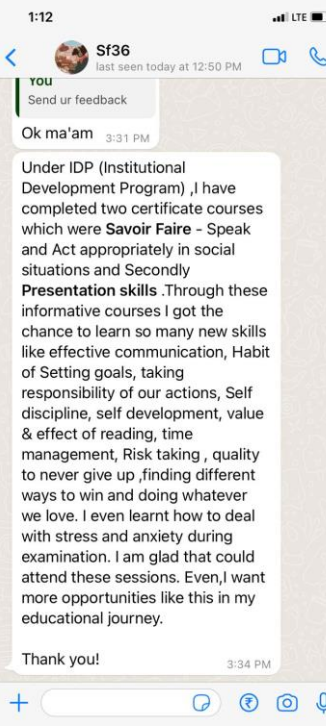 1:12
LTE
Sf36
last seen today at 12:50 PM
You
Send ur feedback
Ok ma'am 3:31 PM
Under IDP (Institutional
Development Program) ,I have
completed two certificate courses
which were Savoir Faire - Speak
and Act appropriately in social
situations and Secondly
Presentation skills .Through these
informative courses I got the
chance to learn so many new skills
like effective communication, Habit
of Setting goals, taking
responsibility of our actions, Self
discipline, self development, value
& effect of reading, time
management, Risk taking , quality
to never give up ,finding different
ways to win and doing whatever
we love. I even learnt how to deal
with stress and anxiety during
examination. I am glad that could
attend these sessions. Even,I want
more opportunities like this in my
educational journey.
Thank you!
3:34 PM